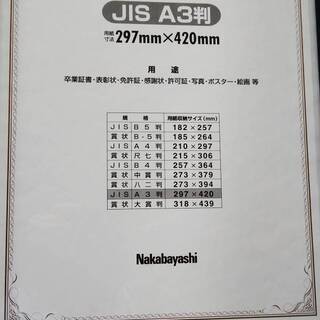 JIS A3判
用紙寸法 297mm×420mm
用途
卒業証書・表彰状・免許証・感謝状・許可証・写真・ポスター・絵画 等
規格 用紙収納サイズ(mm)
JIS B5判 182×257
賞状 B-5判 185×264
JIS A4判 210×297
賞状 尺七判 215×306
JIS B4判 257×364
賞状 中賞判 273×379
賞状 八二判 273×394
JIS A3判 297×420
賞状 大賞判 318×439
Nakabayashi